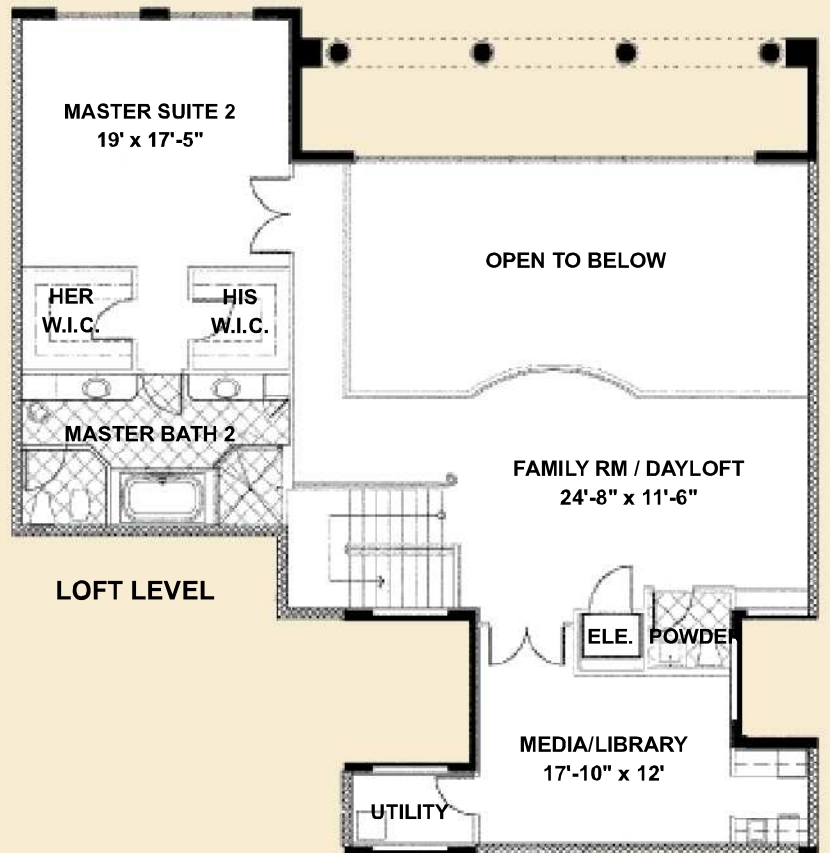 MASTER SUITE 2
19' x 17'-5"
OPEN TO BELOW
HER
W.I.C.
HIS
W.I.C.
MASTER BATH 2
FAMILY RM / DAYLOFT
24'-8" x 11'-6"
LOFT LEVEL
ELE.
POWDER
MEDIA/LIBRARY
17'-10" x 12'
UTILITY